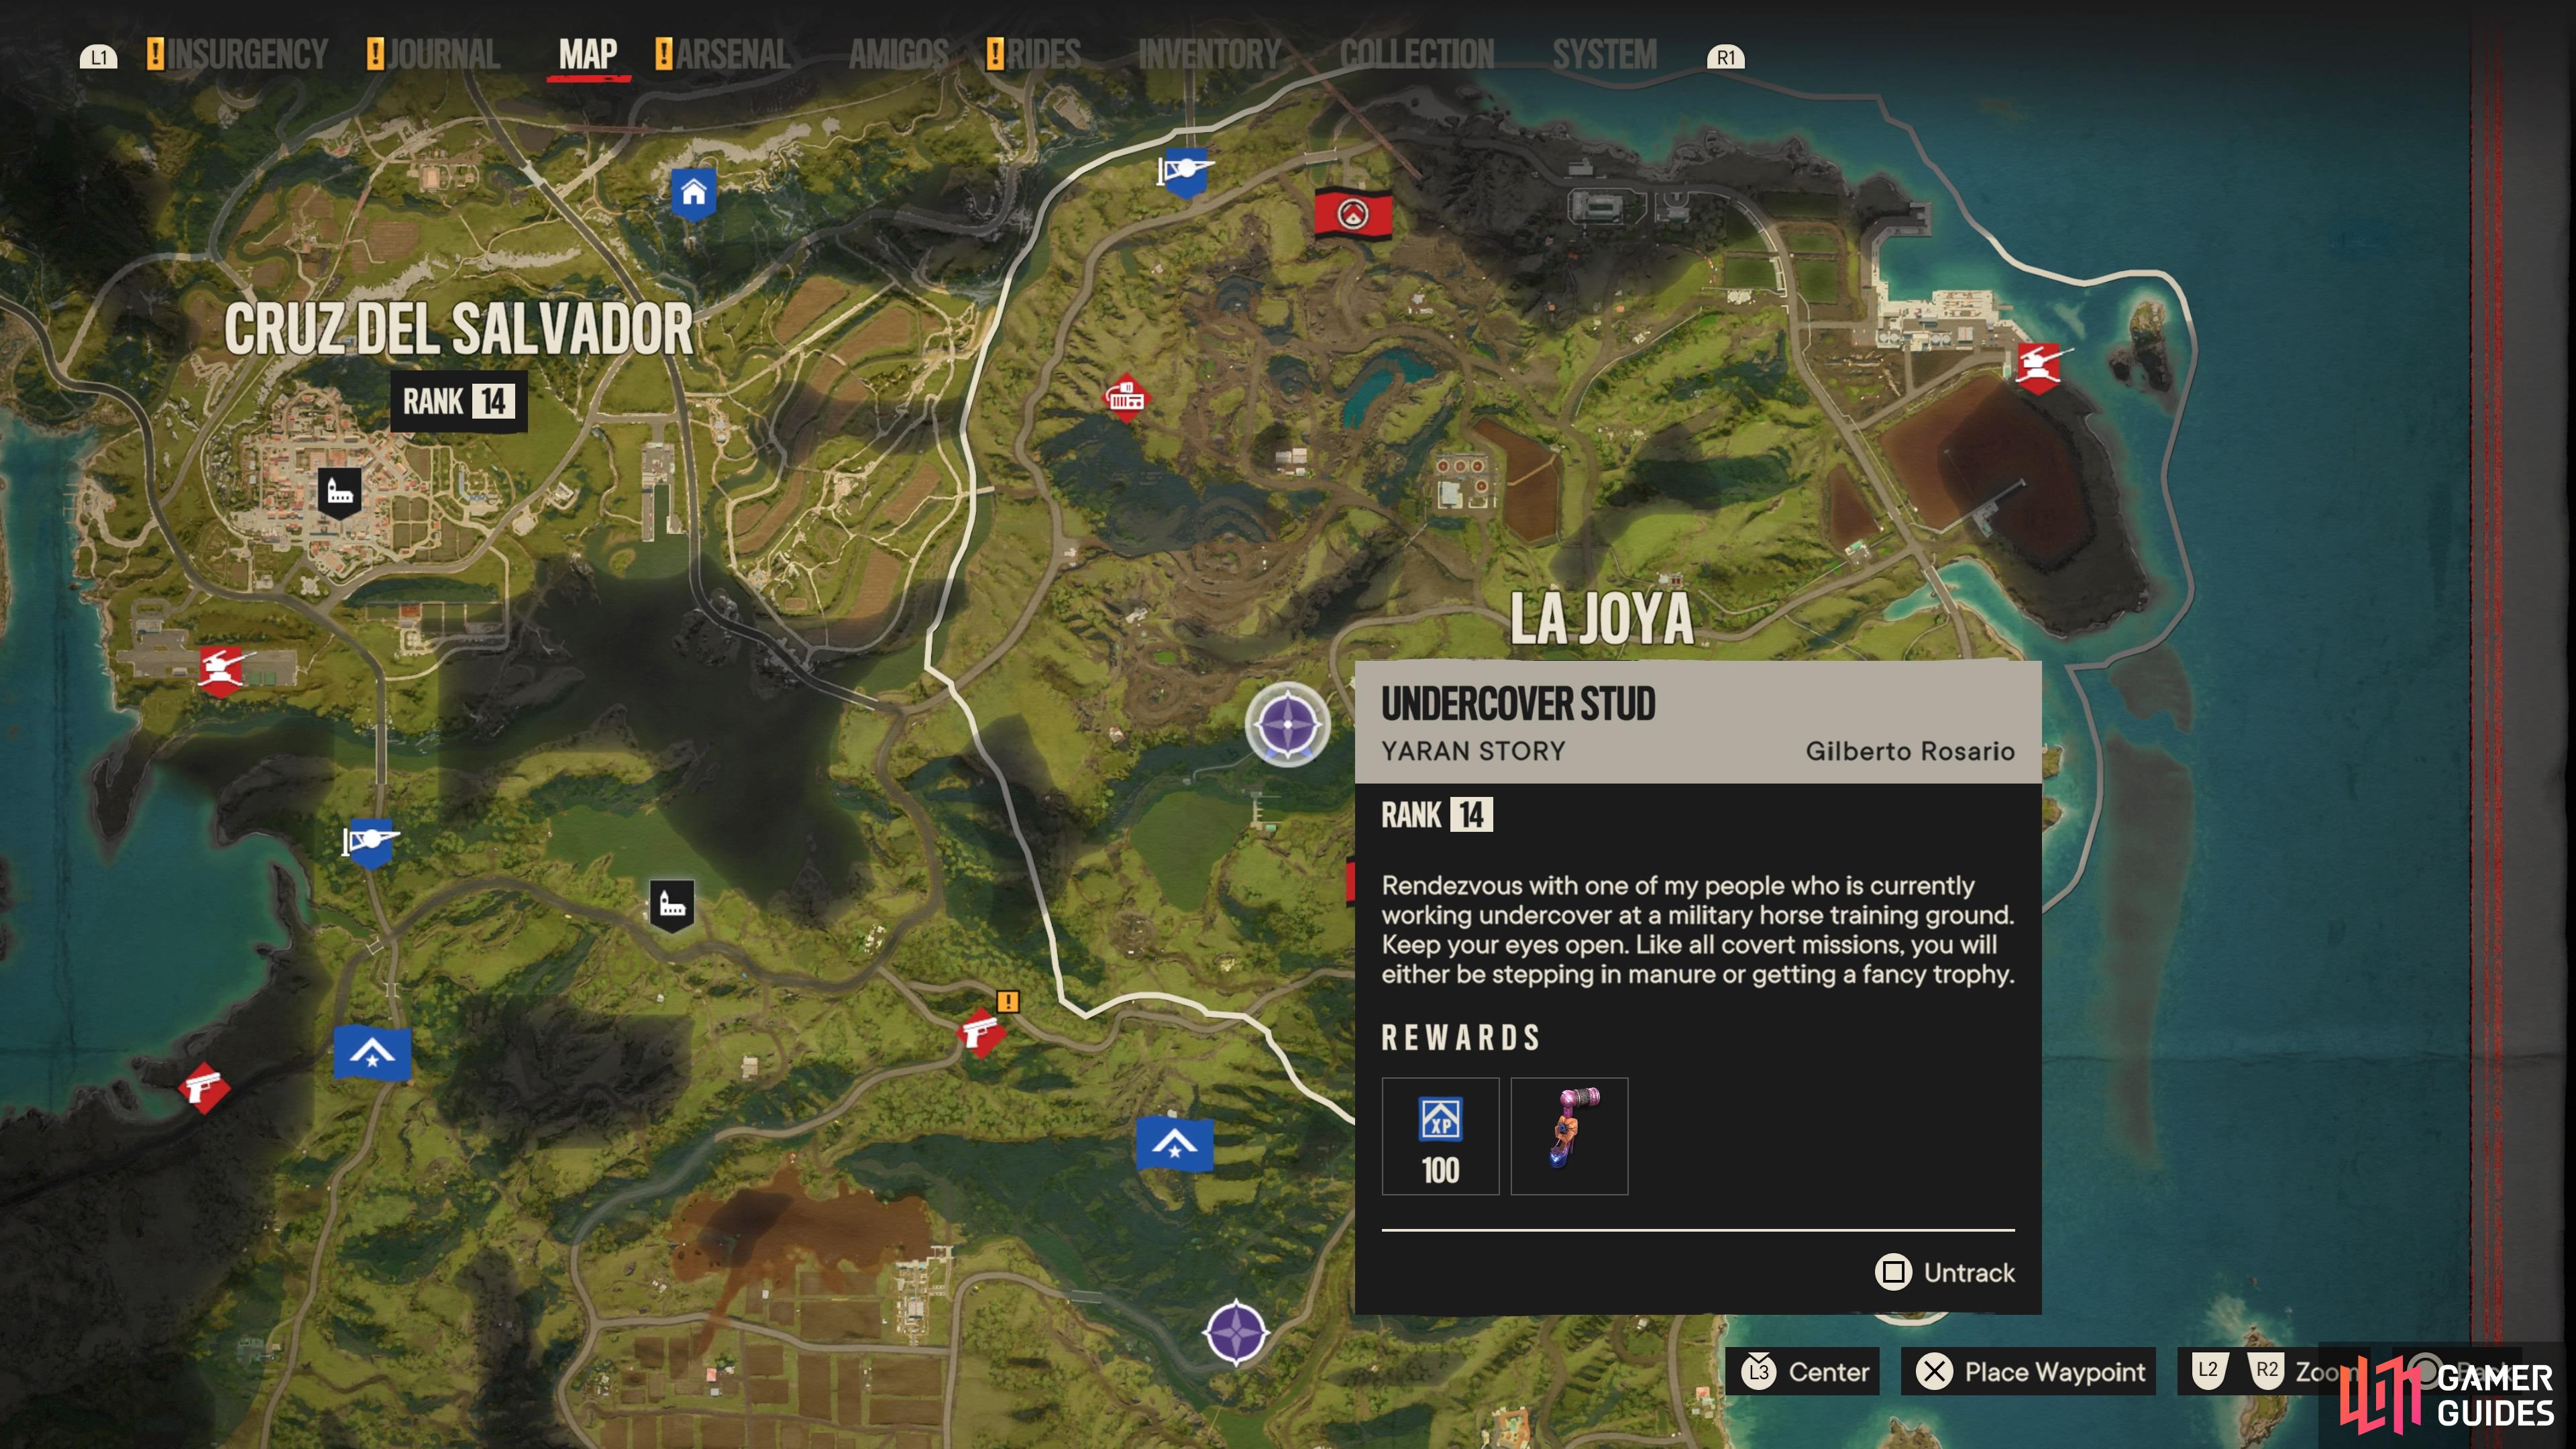 L1 ! INSURGENCY ! JOURNAL MAP ! ARSENAL AMIGOS ! RIDES INVENTORY COLLECTION SYSTEM R1
CRUZ DEL SALVADOR
RANK 14
LA JOYA
UNDERCOVER STUD
YARAN STORY Gilberto Rosario
RANK 14
Rendezvous with one of my people who is currently
working undercover at a military horse training ground.
Keep your eyes open. Like all covert missions, you will
either be stepping in manure or getting a fancy trophy.
REWARDS
XP
100
Untrack
!
L3 Center Place Waypoint L2 R2
GAMER
GUIDES